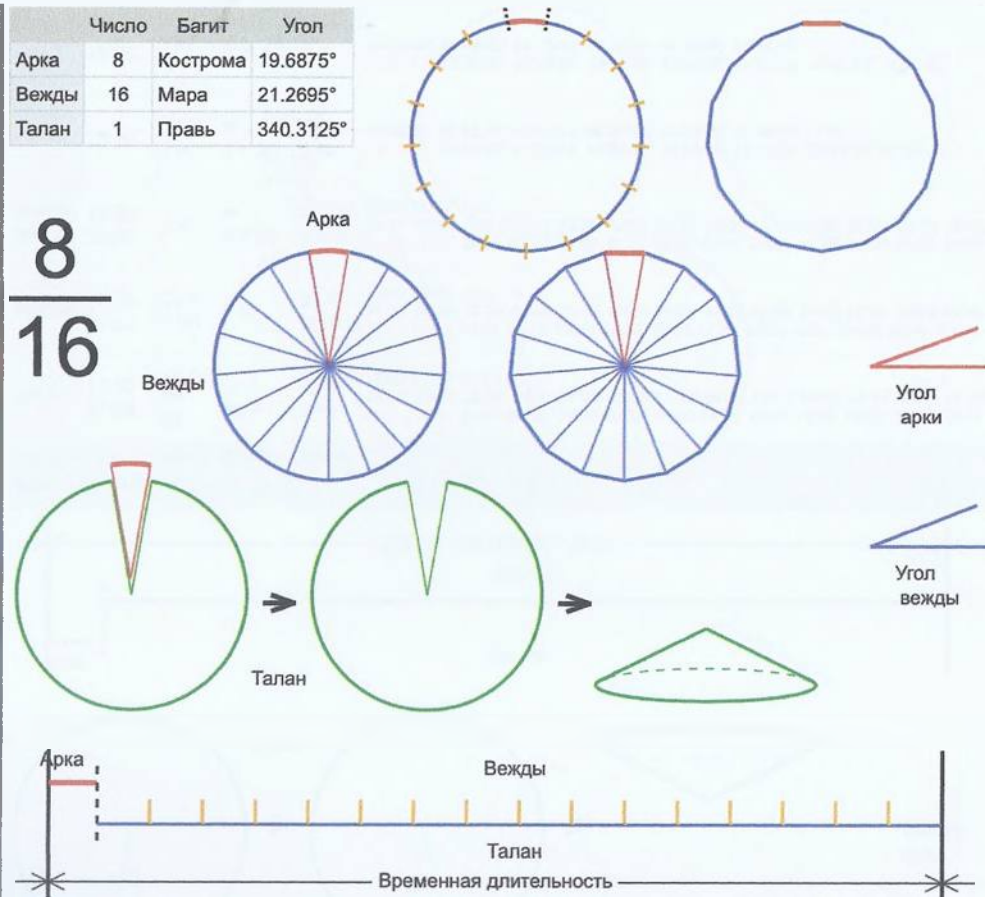 Число Багит Угол
Арка 8 Кострома 19.6875°
Вежды 16 Мара 21.2695°
Талан 1 Правь 340.3125°
8
16
Арка
Вежды
Угол
арки
Угол
вежды
Талан
Арка
Вежды
Талан
Временная длительность